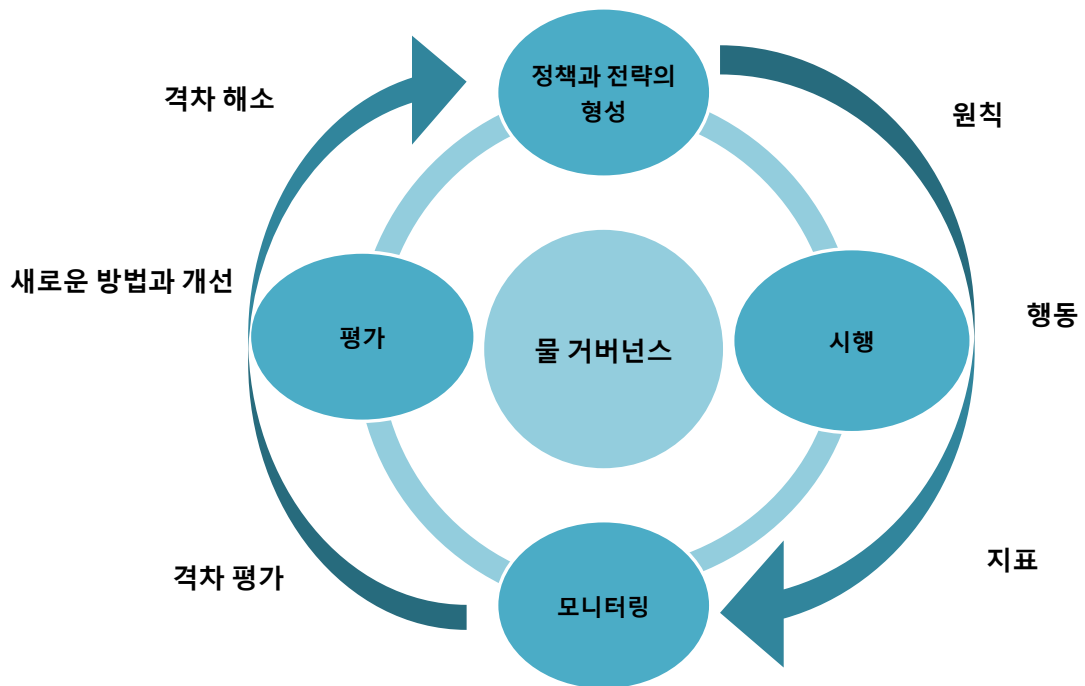 정책과 전략의
형성
격차 해소
원칙
새로운 방법과 개선
평가
물 거버넌스
시행
행동
격차 평가
모니터링
지표